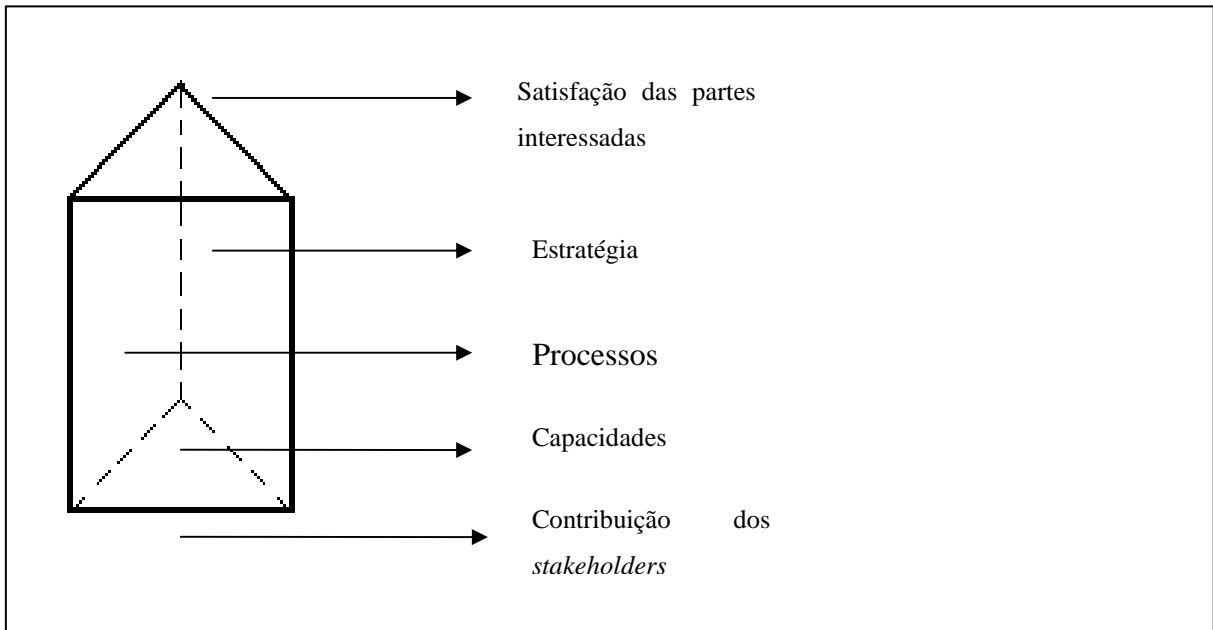 Satisfação das partes
interessadas
Estratégia
Processos
Capacidades
Contribuição dos
stakeholders